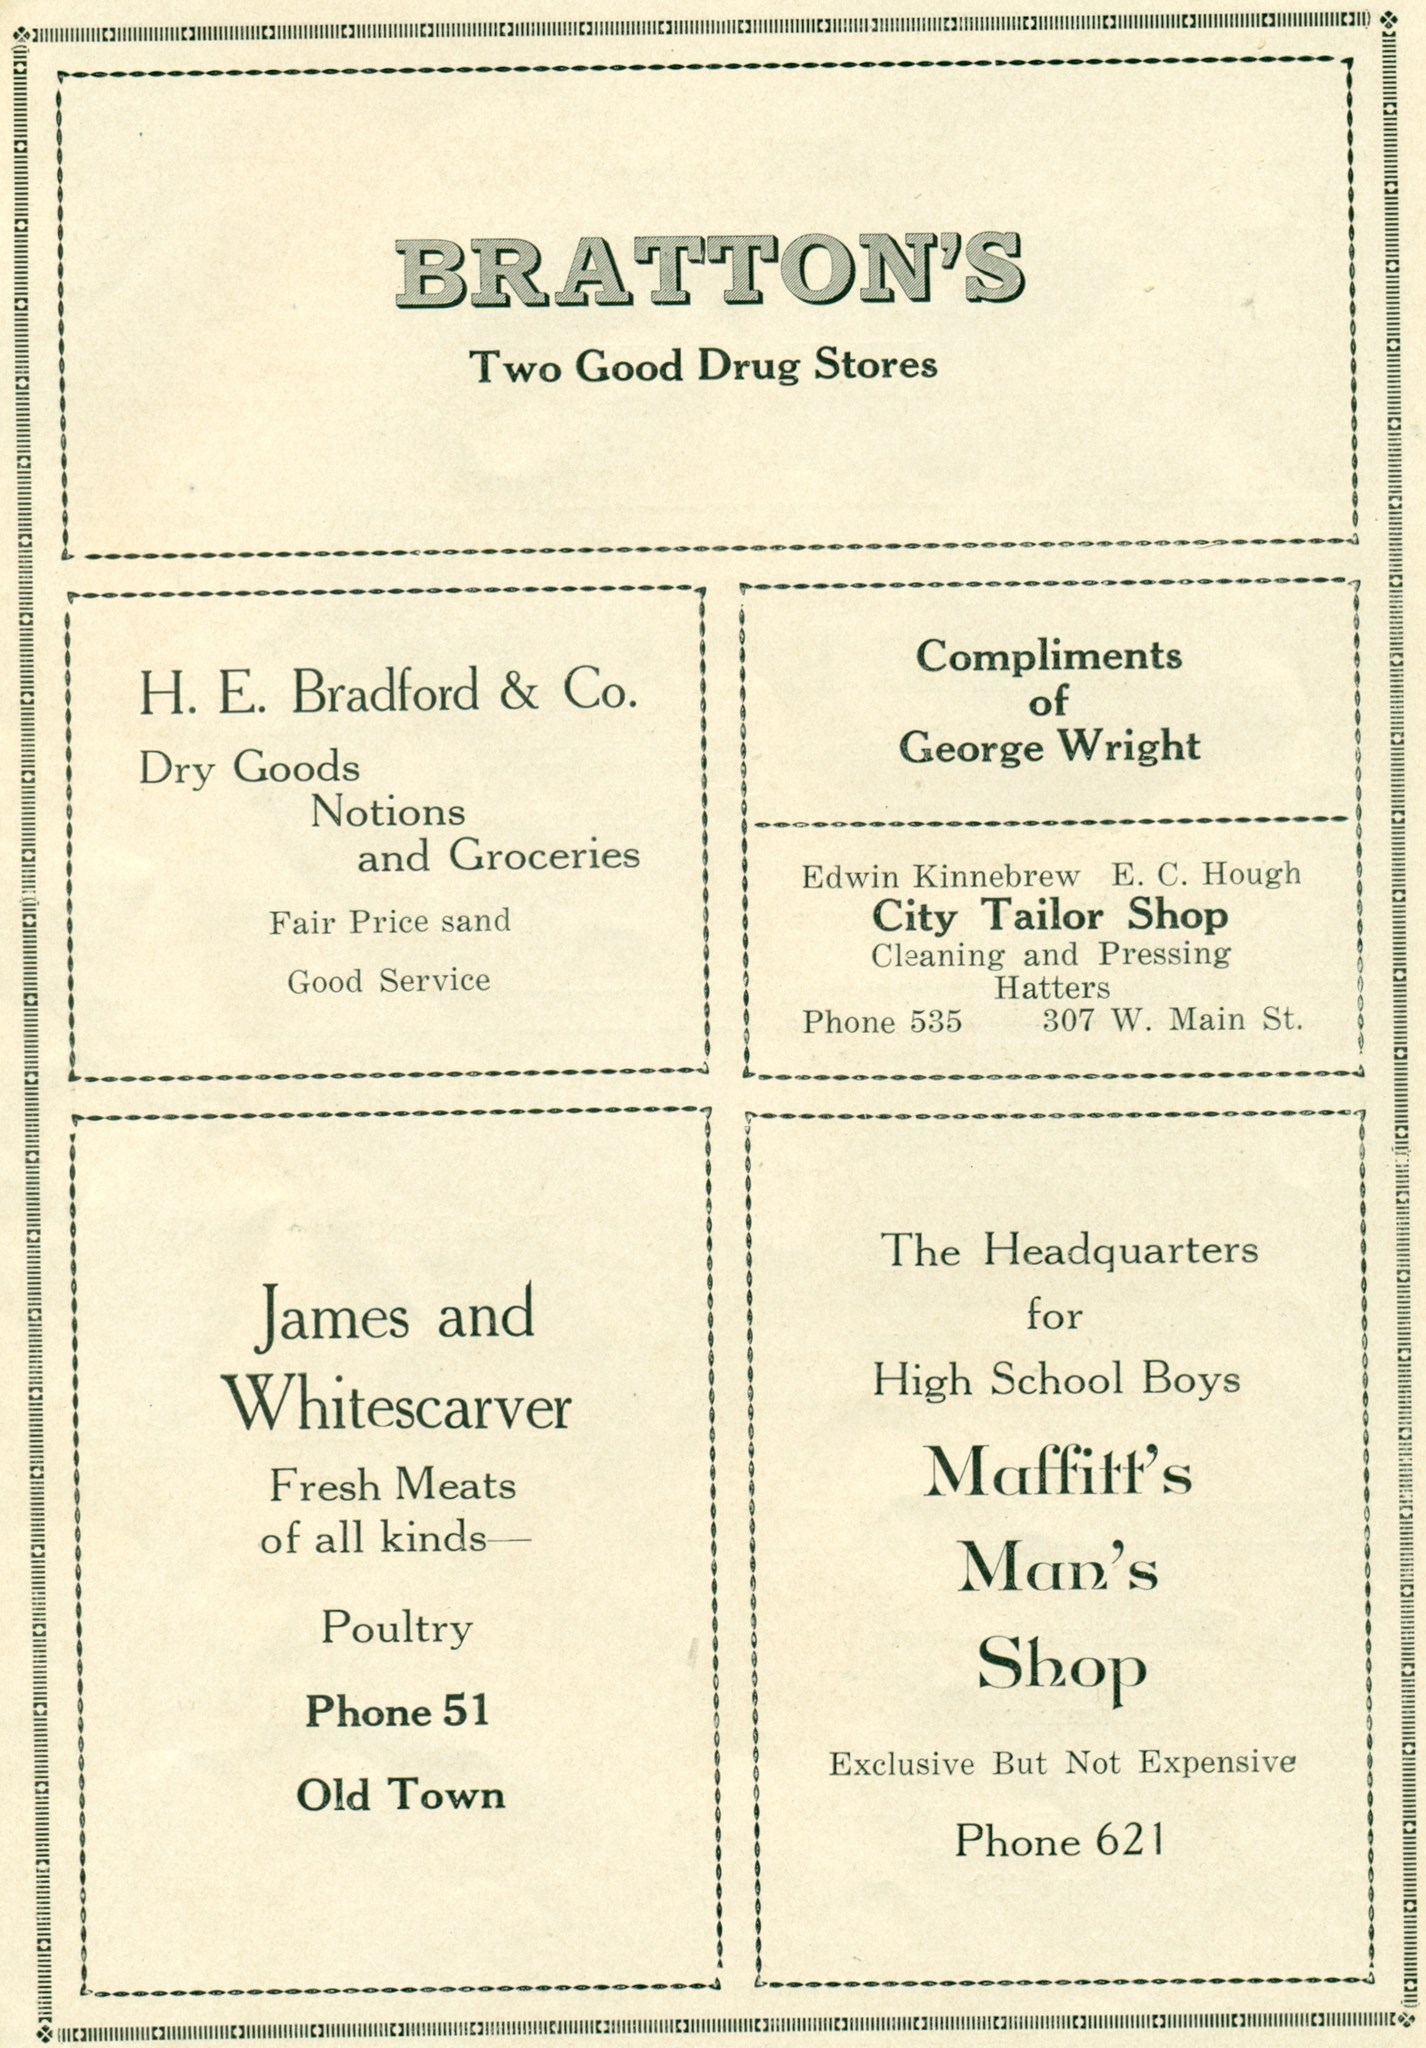 BRATTON'S
Two Good Drug Stores
H. E. Bradford & Co.
Dry Goods
Notions
and Groceries
Fair Price sand
Good Service
Compliments
of
George Wright
Edwin Kinnebrew E. C. Hough
City Tailor Shop
Cleaning and Pressing
Hatters
Phone 535 307 W. Main St.
James and
Whitescarver
Fresh Meats
of all kinds—
Poultry
Phone 51
Old Town
The Headquarters
for
High School Boys
Maffitt's
Man's
Shop
Exclusive But Not Expensive
Phone 621